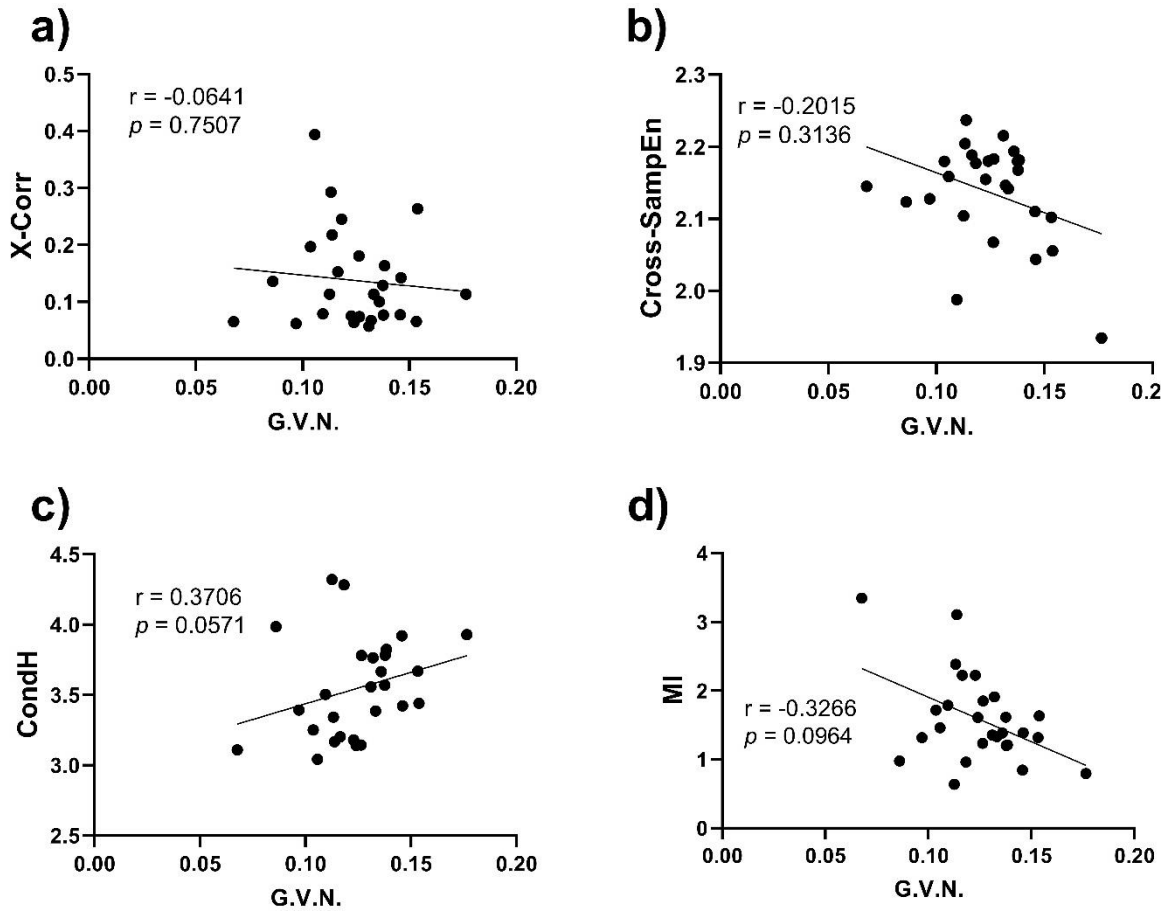 a)
r = -0.0641
p = 0.7507
X-Corr
0.5
0.4
0.3
0.2
0.1
0.0
0.00 0.05 0.10 0.15 0.20
G.V.N.
b)
r = -0.2015
p = 0.3136
Cross-SampEn
2.3
2.2
2.1
2.0
1.9
0.00 0.05 0.10 0.15 0.2
G.V.N.
c)
r = 0.3706
p = 0.0571
CondH
4.5
4.0
3.5
3.0
2.5
0.00 0.05 0.10 0.15 0.20
G.V.N.
d)
r = -0.3266
p = 0.0964
MI
4
3
2
1
0
0.00 0.05 0.10 0.15 0.20
G.V.N.